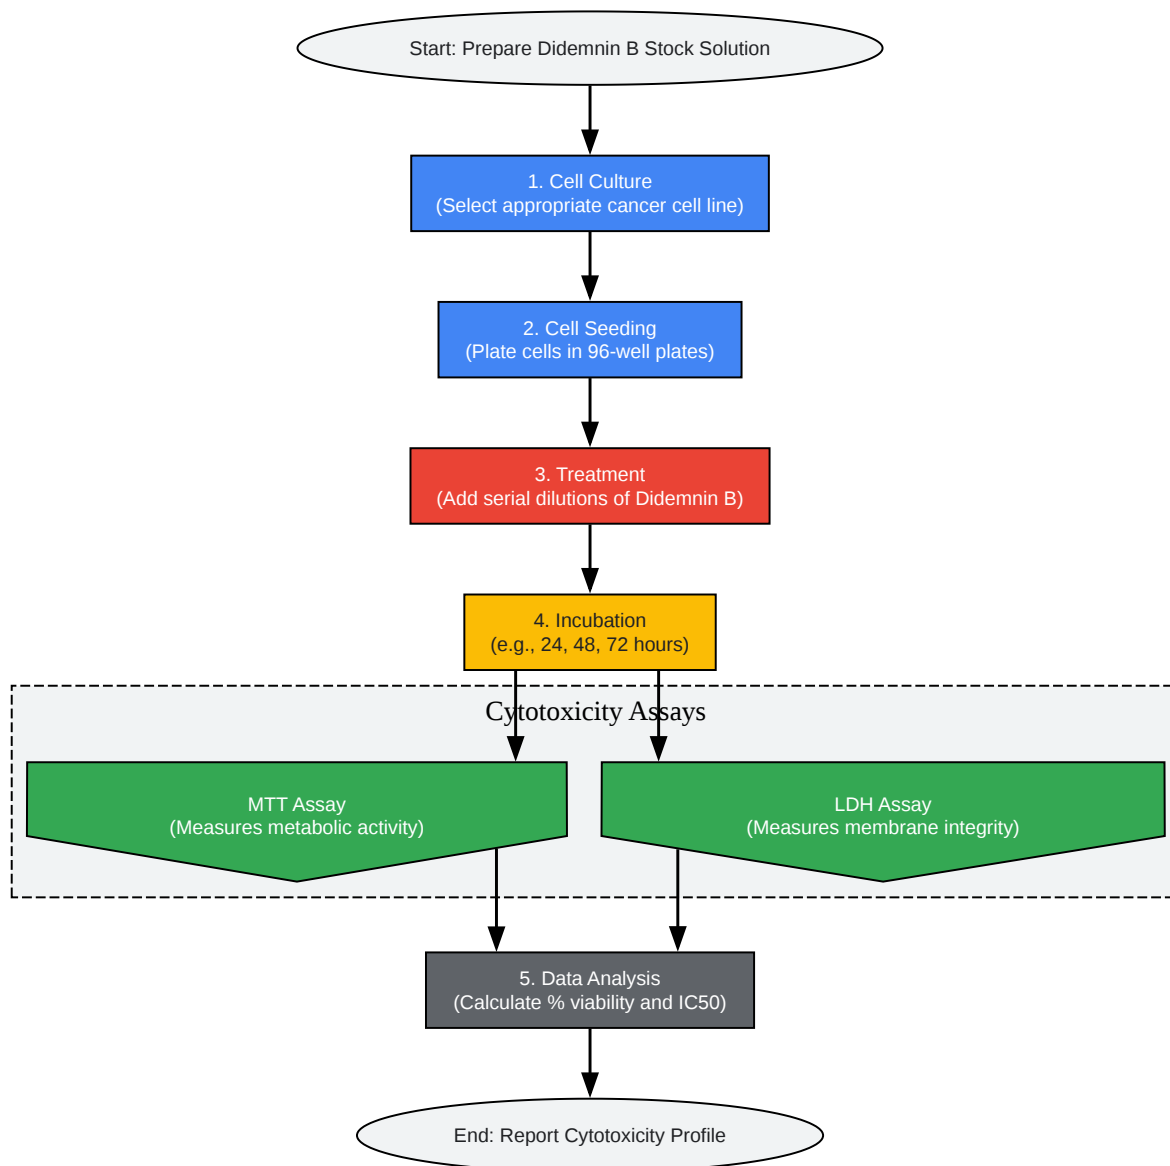 Start: Prepare Didemnin B Stock Solution
1. Cell Culture
(Select appropriate cancer cell line)
2. Cell Seeding
(Plate cells in 96-well plates)
3. Treatment
(Add serial dilutions of Didemnin B)
4. Incubation
(e.g., 24, 48, 72 hours)
Cytotoxicity Assays
MTT Assay
(Measures metabolic activity)
LDH Assay
(Measures membrane integrity)
5. Data Analysis
(Calculate % viability and IC50)
End: Report Cytotoxicity Profile